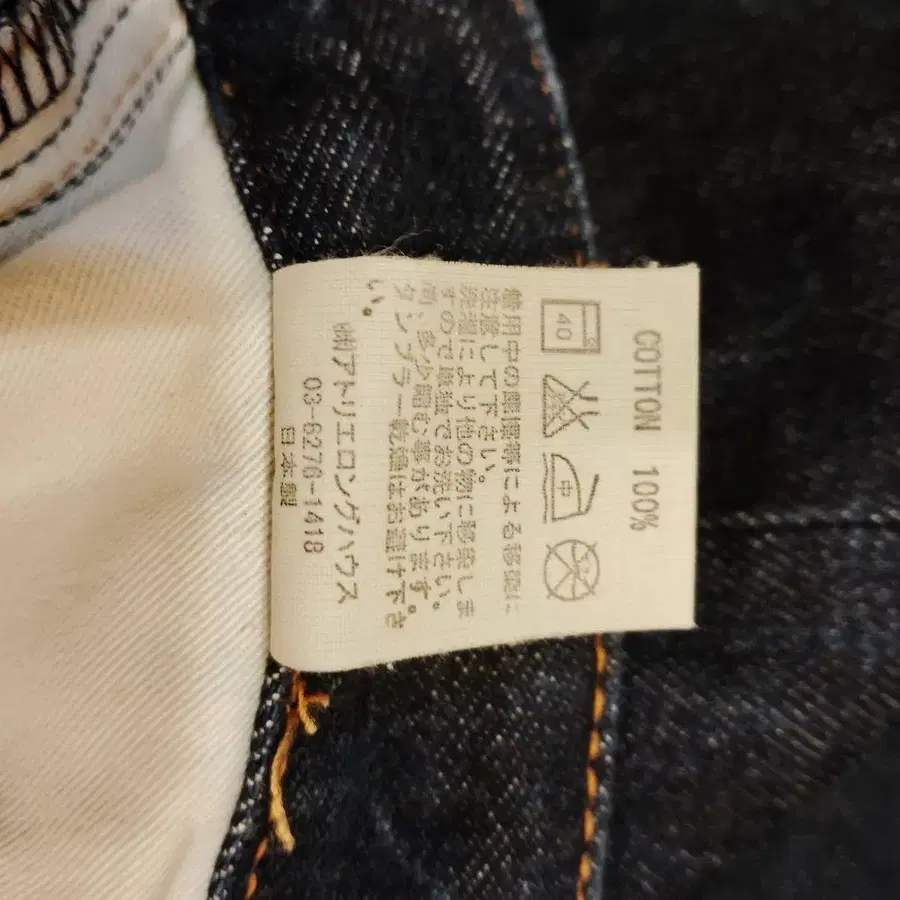 COTTON 100%
40 中
着用中の摩擦等による移染に
注意して下さい。
洗濯により他の物に移染しま
すので単独でお洗い下さい。
尚、多少縮む事があります。
タンブラー乾燥はお避け下さ
い。
㈱アトリエロングハウス
03-6276-1418
日本製